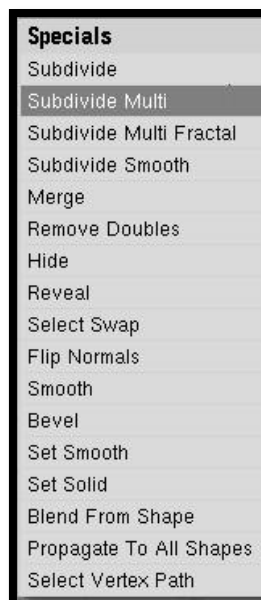 Specials
Subdivide
Subdivide Multi
Subdivide Multi Fractal
Subdivide Smooth
Merge
Remove Doubles
Hide
Reveal
Select Swap
Flip Normals
Smooth
Bevel
Set Smooth
Set Solid
Blend From Shape
Propagate To All Shapes
Select Vertex Path